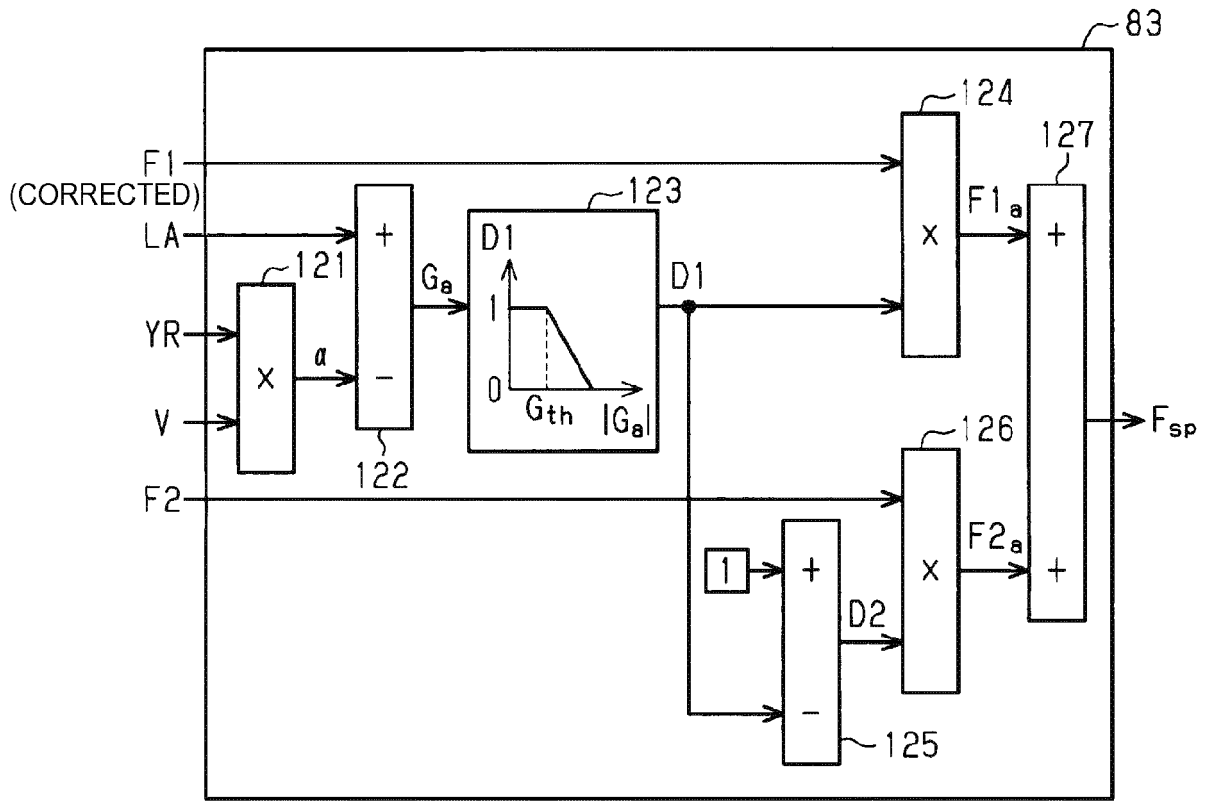 83
124
127
F1
(CORRECTED)
123
F1a
LA
+
D1
×
+
121
Ga
D1
1
YR
α
×
-
0
Gth
|Ga|
V
122
126
Fsp
F2
F2a
1
+
×
+
D2
-
125